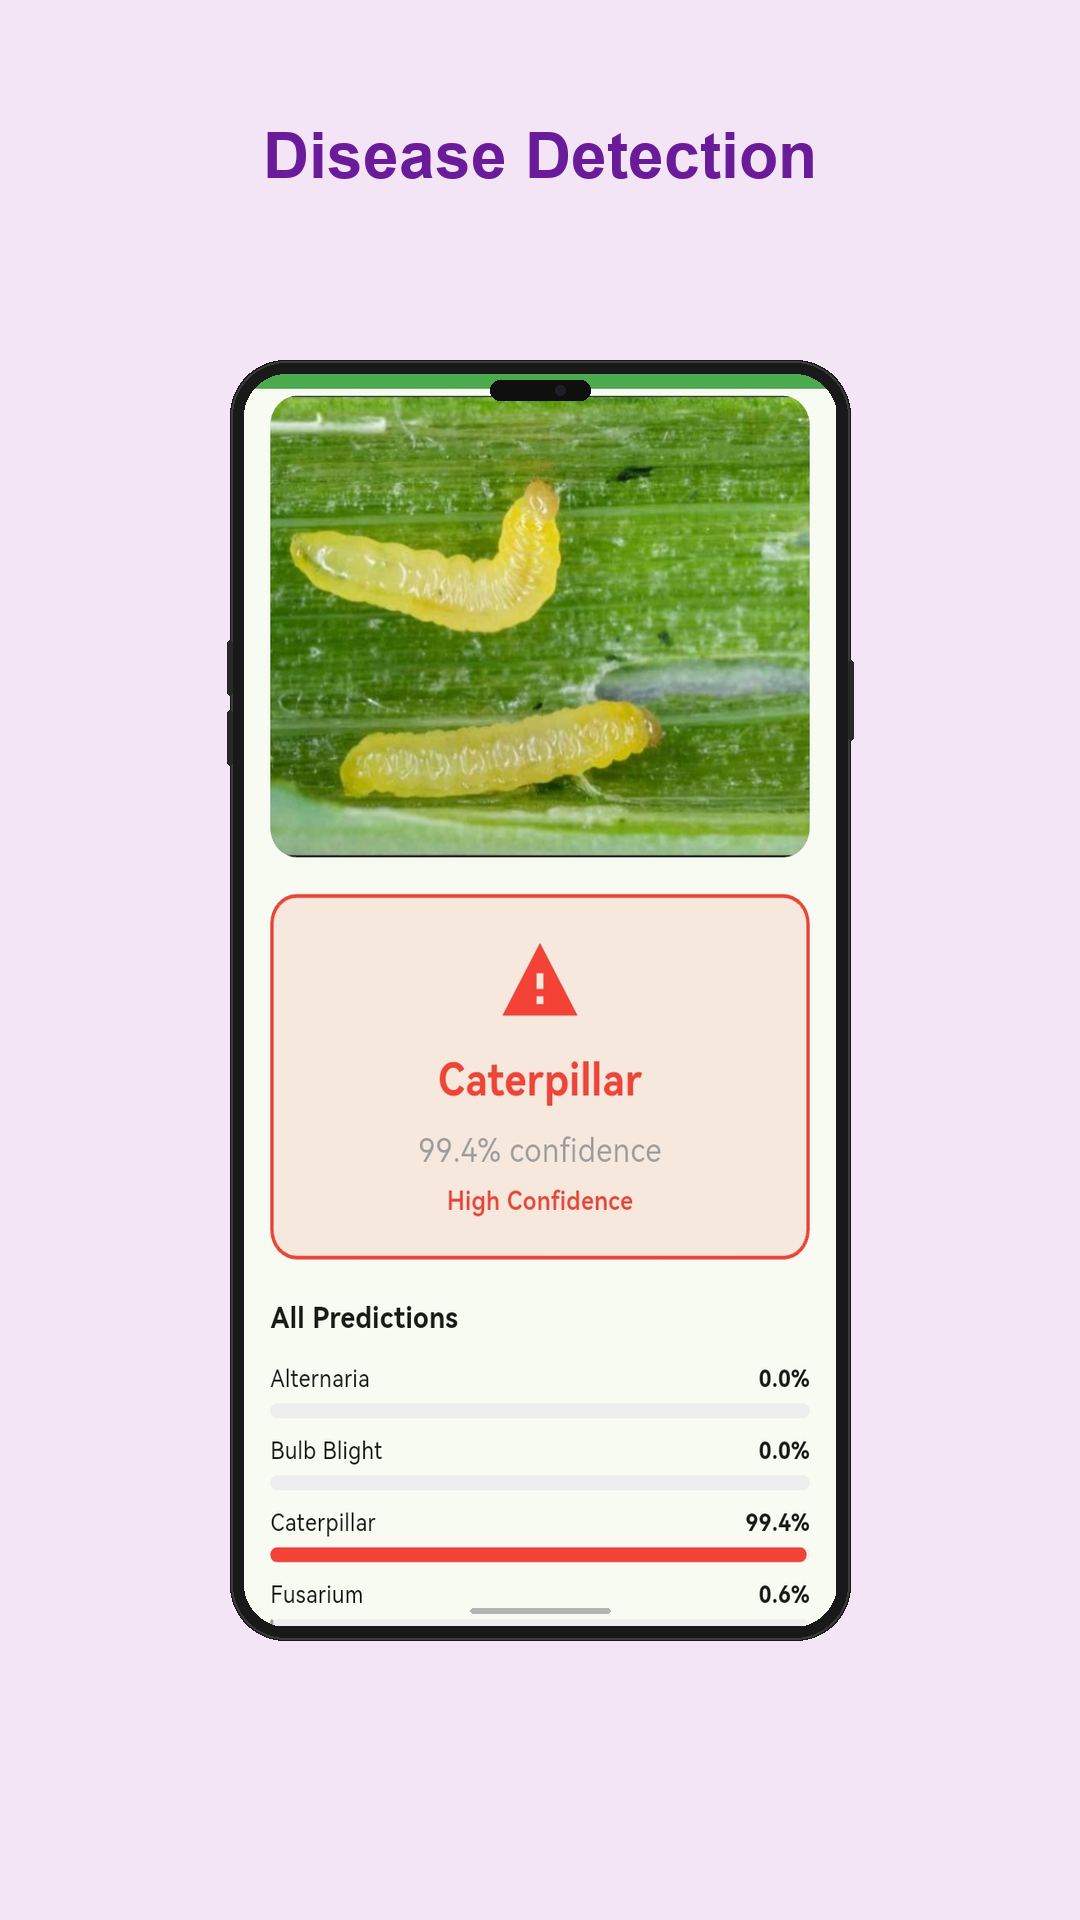 Disease Detection
Caterpillar
99.4% confidence
High Confidence
All Predictions
Alternaria 0.0%
Bulb Blight 0.0%
Caterpillar 99.4%
Fusarium 0.6%